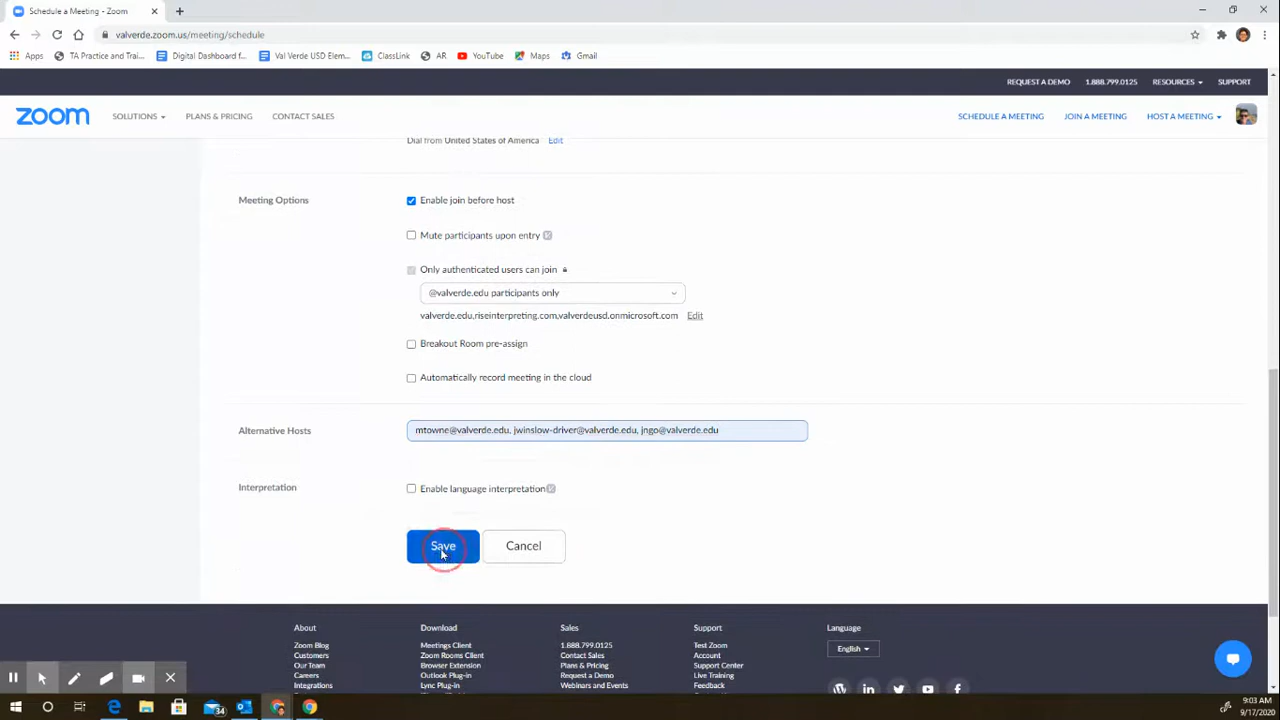 Schedule a Meeting - Zoom
valverde.zoom.us/meeting/schedule
Apps
TA Practice and Trai...
Digital Dashboard f...
Val Verde USD Elem...
ClassLink
AR
YouTube
Maps
Gmail
REQUEST A DEMO
1.888.799.0125
RESOURCES
SUPPORT
zoom
SOLUTIONS
PLANS & PRICING
CONTACT SALES
SCHEDULE A MEETING
JOIN A MEETING
HOST A MEETING
Dial from United States of America Edit
Meeting Options
Enable join before host
Mute participants upon entry
Only authenticated users can join
@valverde.edu participants only
valverde.edu,riseinterpreting.com,valverdeusd.onmicrosoft.com Edit
Breakout Room pre-assign
Automatically record meeting in the cloud
Alternative Hosts
mtowne@valverde.edu, jwinslow-driver@valverde.edu, jngo@valverde.edu
Interpretation
Enable language interpretation
Save
Cancel
About
Download
Sales
Support
Language
Zoom Blog
Meetings Client
1.888.799.0125
Test Zoom
English
Customers
Zoom Rooms Client
Contact Sales
Account
Our Team
Browser Extension
Plans & Pricing
Support Center
Careers
Outlook Plug-in
Request a Demo
Live Training
Integrations
Lync Plug-in
Webinars and Events
Feedback
34
9:03 AM
9/17/2020